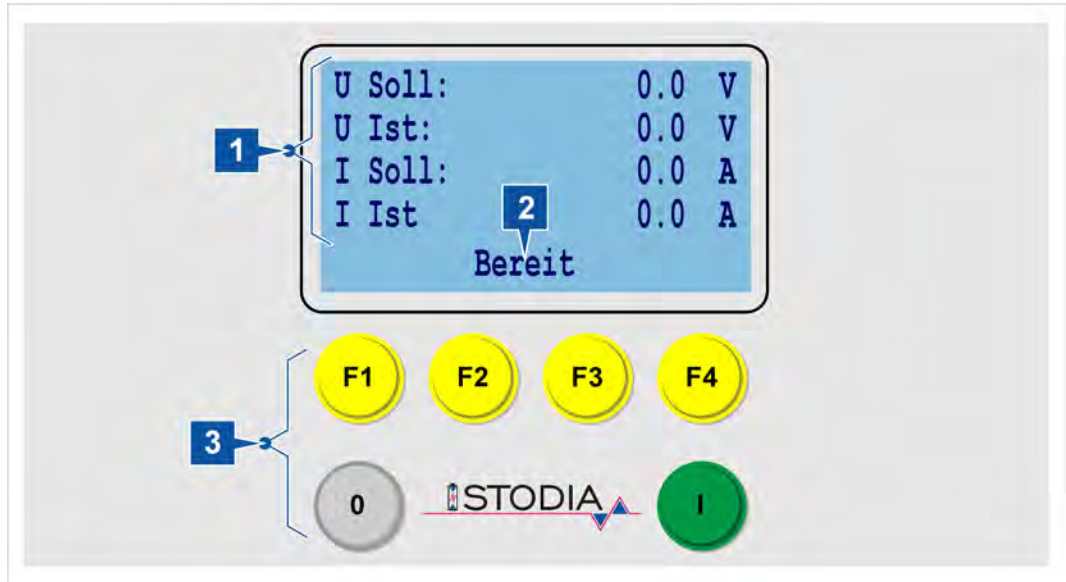 U Soll: 0.0 V
U Ist: 0.0 V
1
I Soll: 0.0 A
2
I Ist 0.0 A
Bereit
F1 F2 F3 F4
3
0 STODIA I